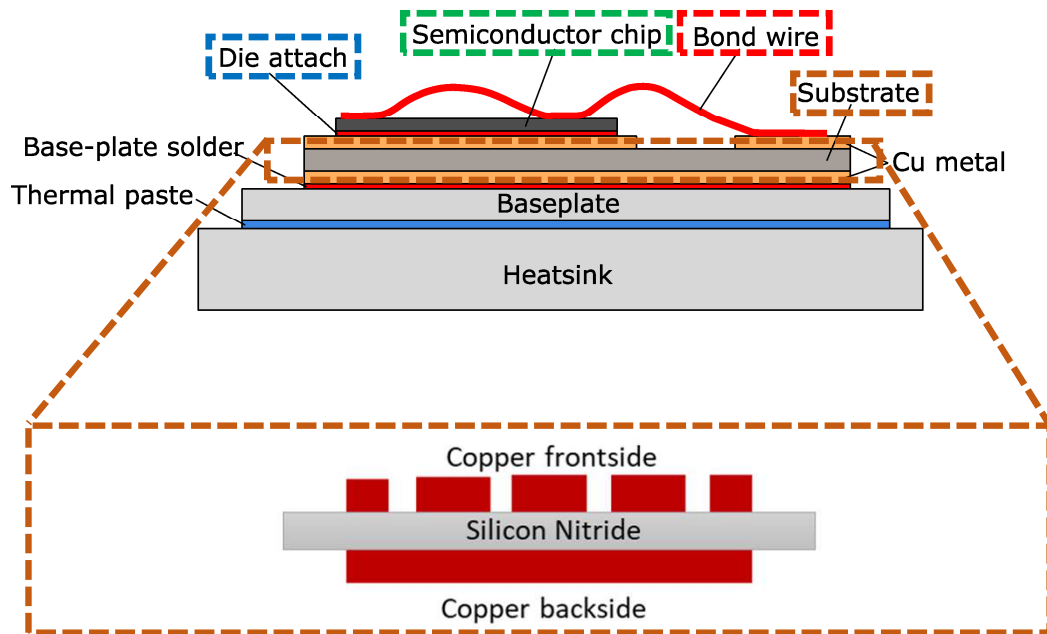 Semiconductor chip
Bond wire
Die attach
Substrate
Base-plate solder
Cu metal
Thermal paste
Baseplate
Heatsink
Copper frontside
Silicon Nitride
Copper backside